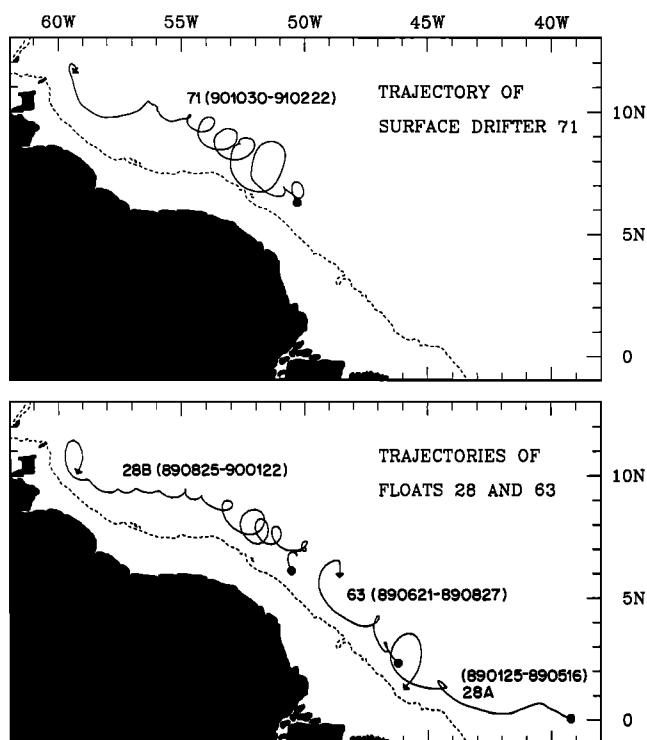 60W 55W 50W 45W 40W
71 (901030-910222)
TRAJECTORY OF
SURFACE DRIFTER 71
10N
5N
0
28B (890825-900122)
TRAJECTORIES OF
FLOATS 28 AND 63
10N
63 (890621-890827)
5N
(890125-890516)
28A
0